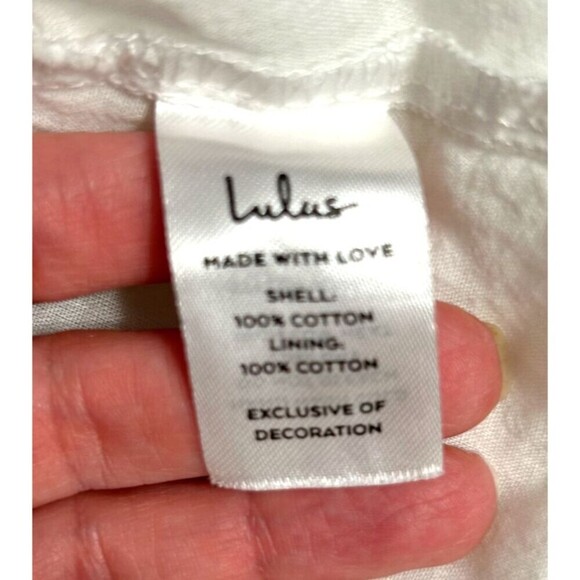 Lulus
MADE WITH LOVE
SHELL:
100% COTTON
LINING:
100% COTTON
EXCLUSIVE OF
DECORATION